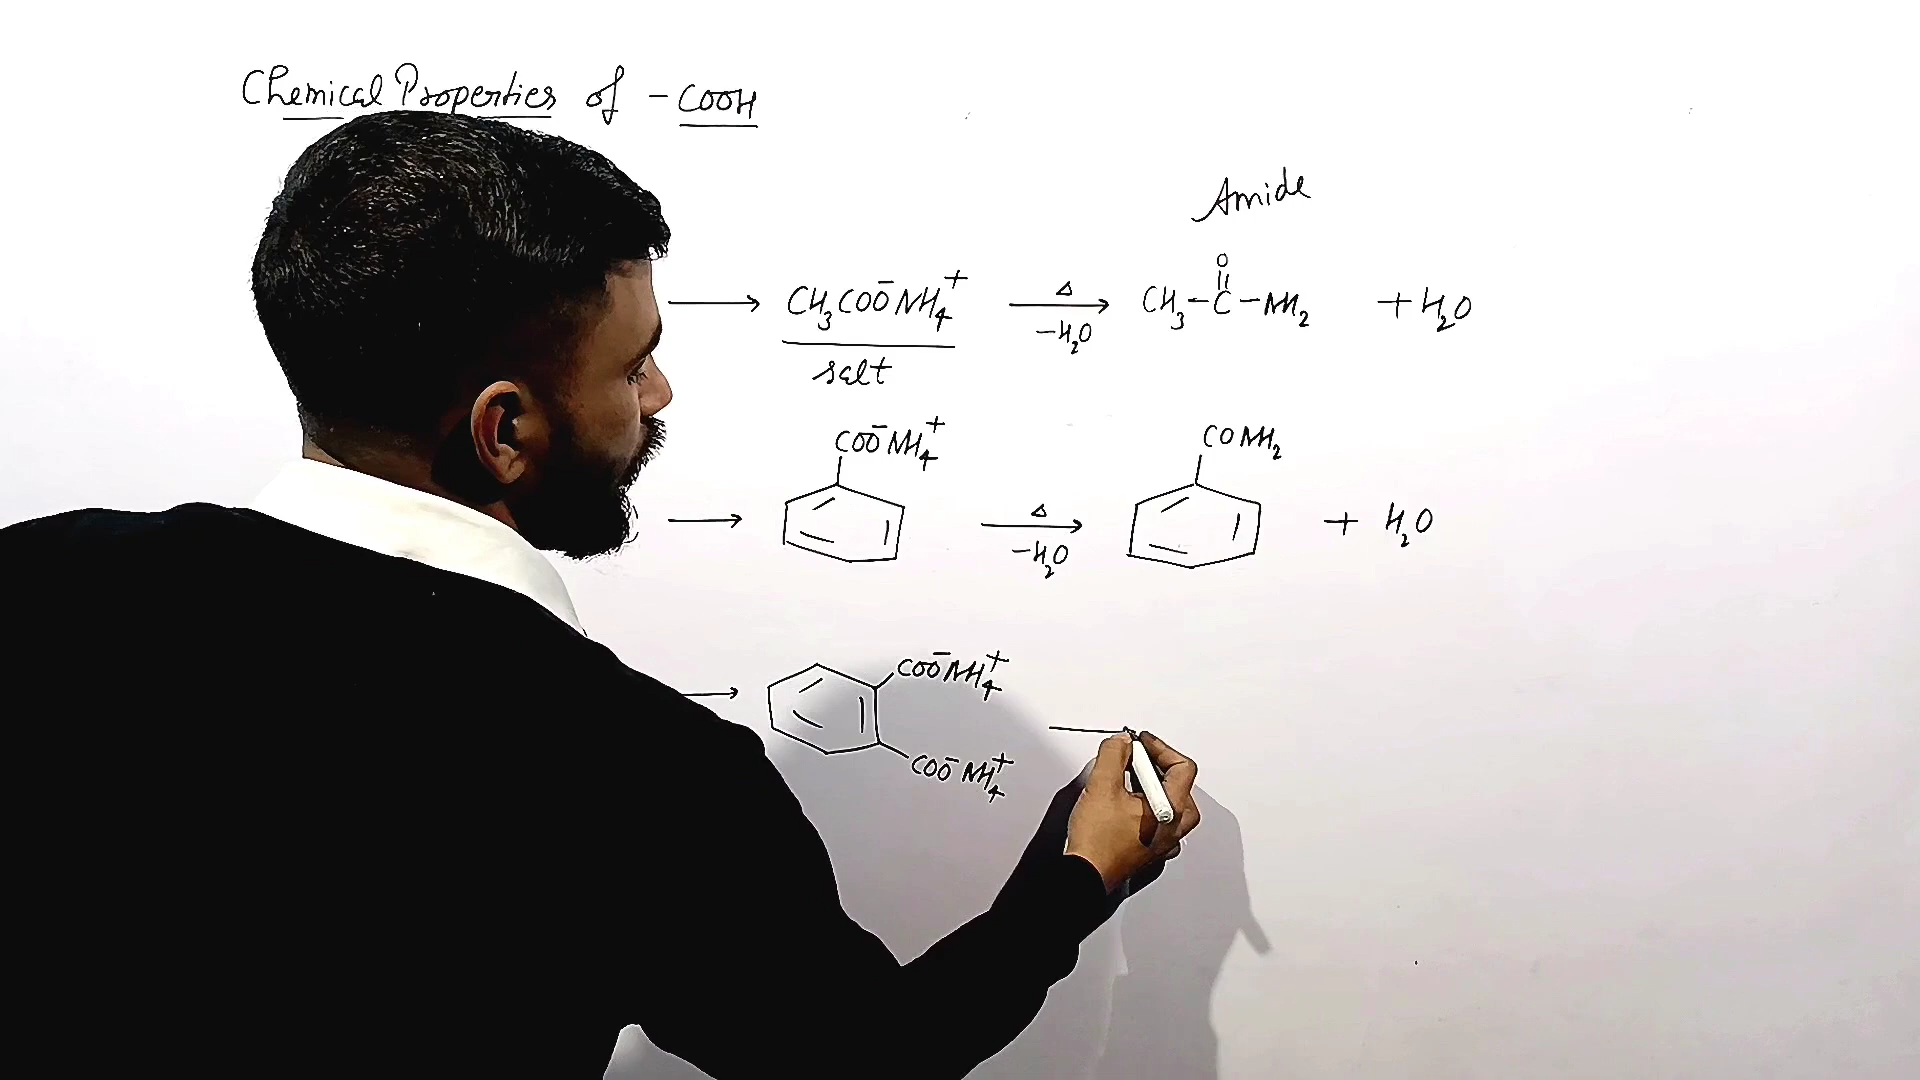 Chemical Properties of -COOH
Amide
⟶ CH₃COO⁻NH₄⁺ ⟶ Δ -H₂O CH₃-C(=O)-NH₂ + H₂O
salt
COO⁻NH₄⁺ CONH₂
⟶ ⟶ Δ -H₂O + H₂O
⟶ COO⁻NH₄⁺
COO⁻NH₄⁺